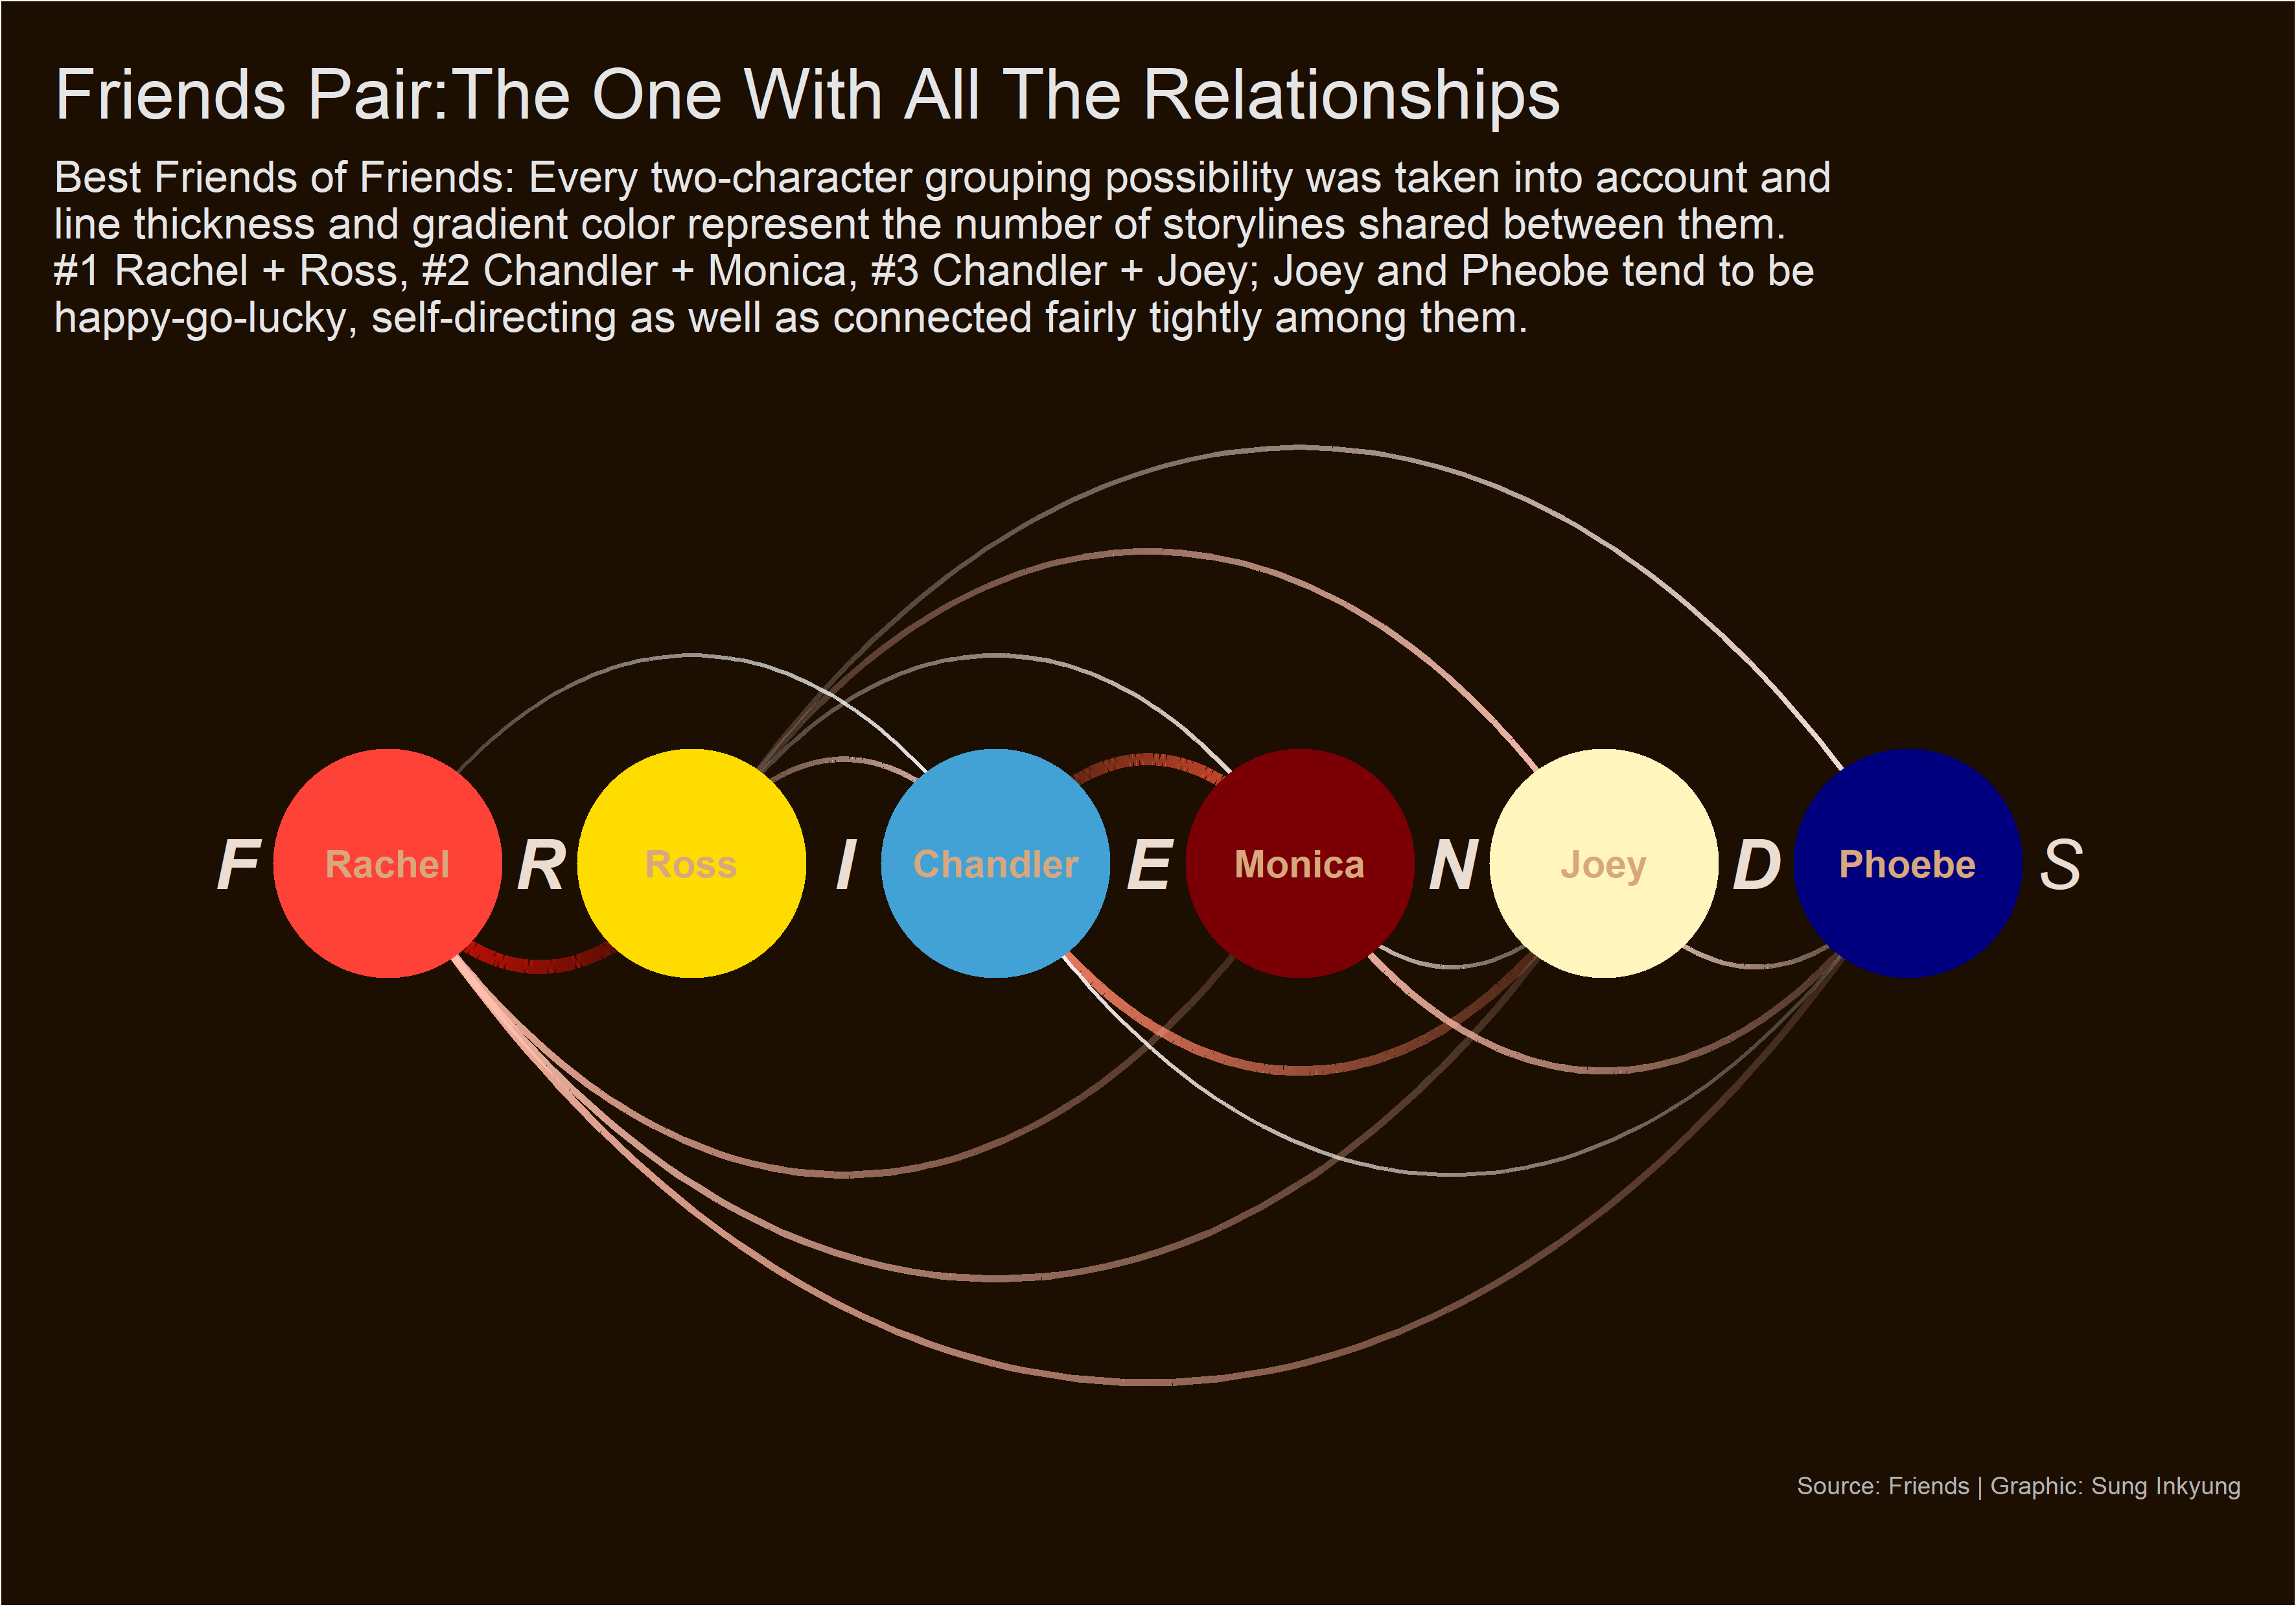 Friends Pair:The One With All The Relationships
Best Friends of Friends: Every two-character grouping possibility was taken into account and
line thickness and gradient color represent the number of storylines shared between them.
#1 Rachel + Ross, #2 Chandler + Monica, #3 Chandler + Joey; Joey and Pheobe tend to be
happy-go-lucky, self-directing as well as connected fairly tightly among them.
F Rachel R Ross I Chandler E Monica N Joey D Phoebe S
Source: Friends | Graphic: Sung Inkyung